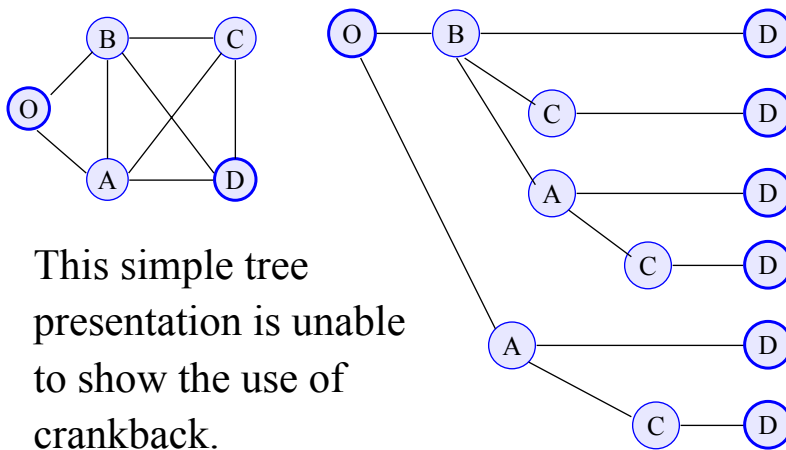 B C
O
A D
O B D
C D
A D
C D
A D
C D
This simple tree
presentation is unable
to show the use of
crankback.